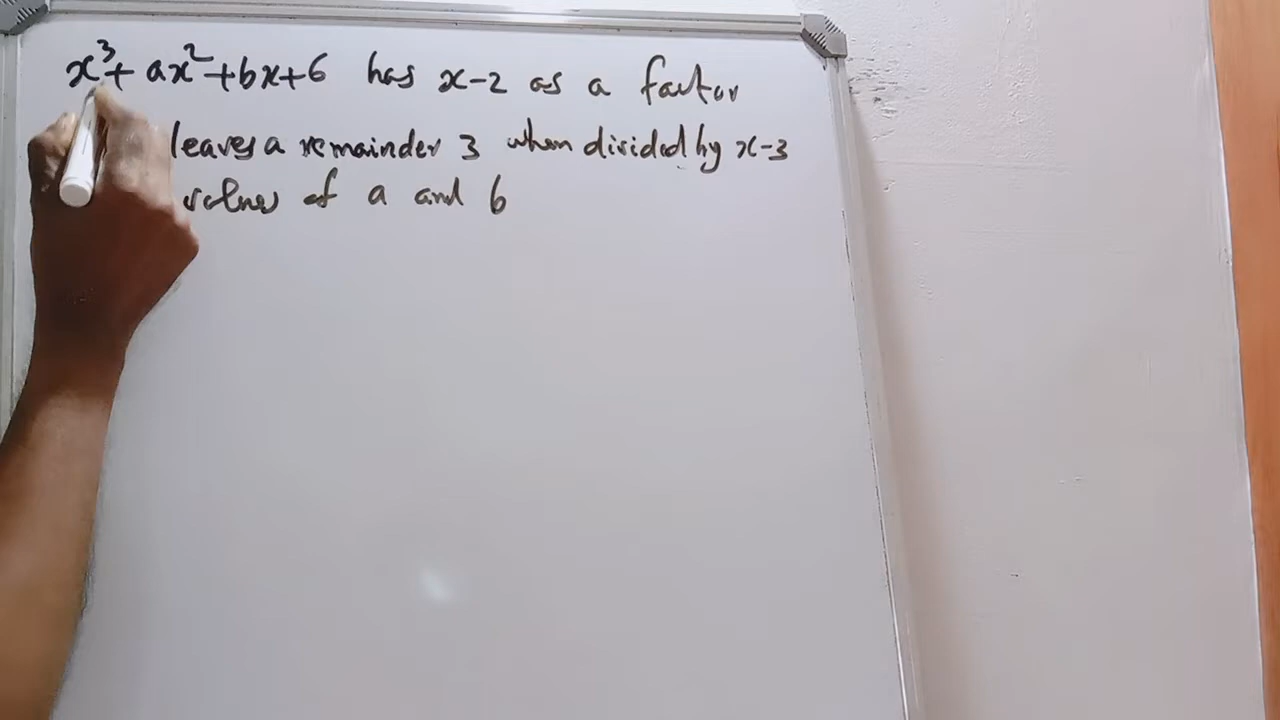 x³+ ax²+bx+6 has x-2 as a factor
leaves a remainder 3 when divided by x-3
values of a and b